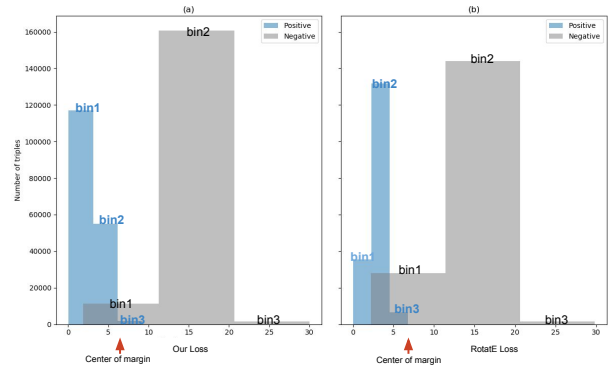 (a)
Positive
Negative
160000
140000
120000
100000
80000
60000
40000
20000
0
Number of triples
bin1
bin2
bin3
bin1
bin2
bin3
0 5 10 15 20 25 30
Center of margin
Our Loss
(b)
Positive
Negative
bin1
bin2
bin3
bin1
bin2
bin3
0 5 10 15 20 25 30
Center of margin
RotatE Loss